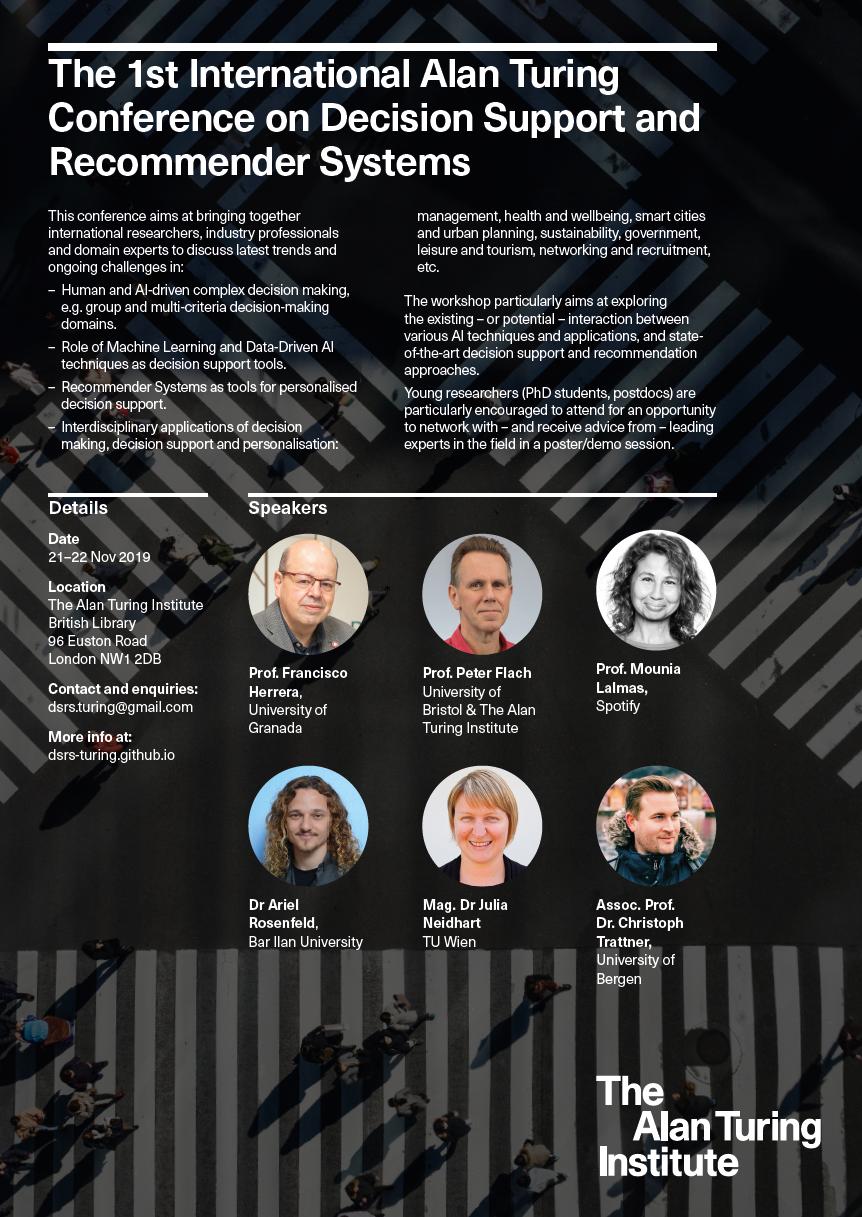 The 1st International Alan Turing
Conference on Decision Support and
Recommender Systems
This conference aims at bringing together
international researchers, industry professionals
and domain experts to discuss latest trends and
ongoing challenges in:
– Human and AI-driven complex decision making,
e.g. group and multi-criteria decision-making
domains.
– Role of Machine Learning and Data-Driven AI
techniques as decision support tools.
– Recommender Systems as tools for personalised
decision support.
– Interdisciplinary applications of decision
making, decision support and personalisation:
management, health and wellbeing, smart cities
and urban planning, sustainability, government,
leisure and tourism, networking and recruitment,
etc.
The workshop particularly aims at exploring
the existing – or potential – interaction between
various AI techniques and applications, and state-
of-the-art decision support and recommendation
approaches.
Young researchers (PhD students, postdocs) are
particularly encouraged to attend for an opportunity
to network with – and receive advice from – leading
experts in the field in a poster/demo session.
Details
Date
21–22 Nov 2019
Location
The Alan Turing Institute
British Library
96 Euston Road
London NW1 2DB
Contact and enquiries:
dsrs.turing@gmail.com
More info at:
dsrs-turing.github.io
Speakers
Prof. Francisco
Herrera,
University of
Granada
Prof. Peter Flach
University of
Bristol & The Alan
Turing Institute
Prof. Mounia
Lalmas,
Spotify
Dr Ariel
Rosenfeld,
Bar Ilan University
Mag. Dr Julia
Neidhart
TU Wien
Assoc. Prof.
Dr. Christoph
Trattner,
University of
Bergen
The
Alan Turing
Institute